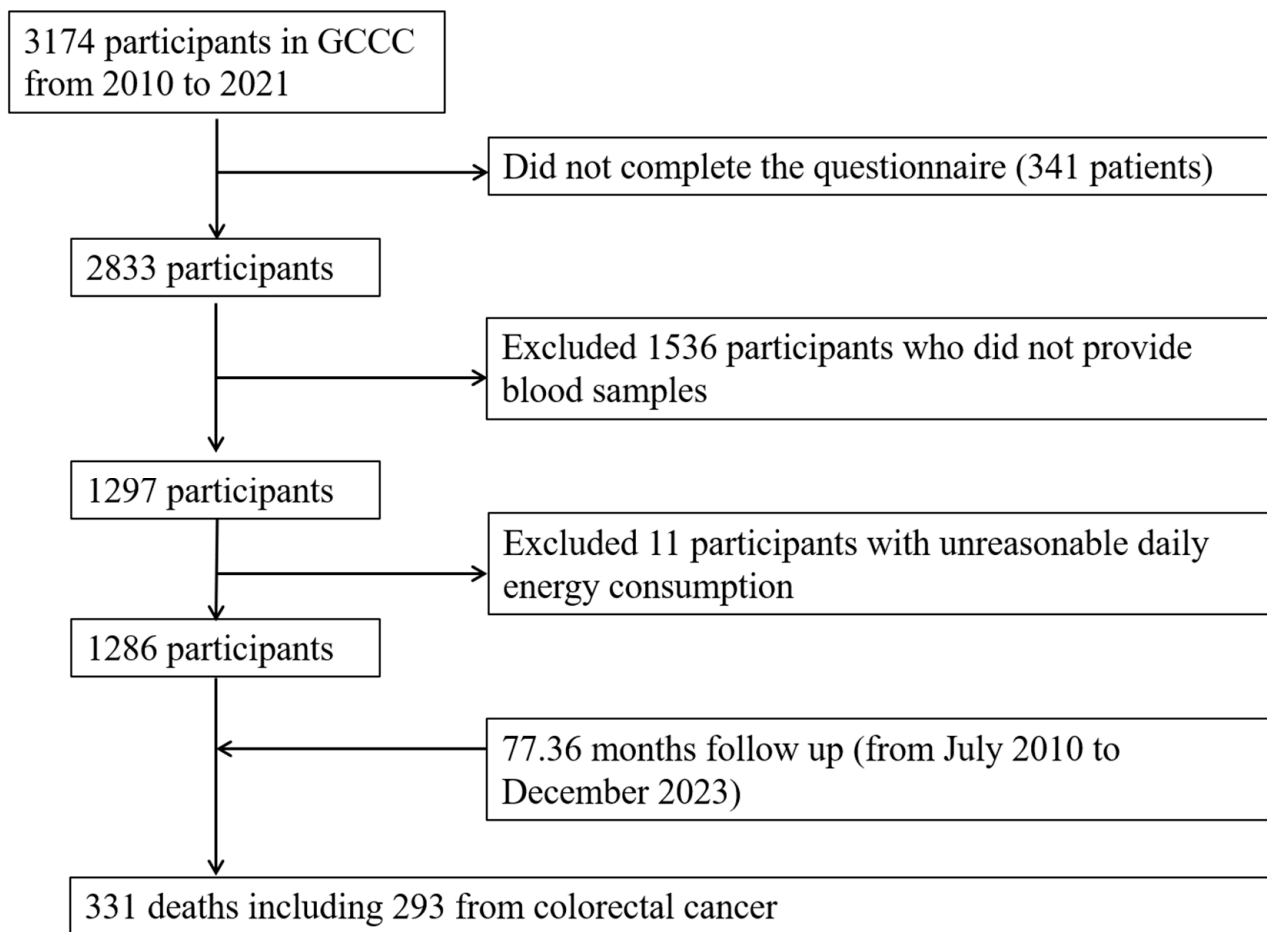 3174 participants in GCCC
from 2010 to 2021
Did not complete the questionnaire (341 patients)
2833 participants
Excluded 1536 participants who did not provide
blood samples
1297 participants
Excluded 11 participants with unreasonable daily
energy consumption
1286 participants
77.36 months follow up (from July 2010 to
December 2023)
331 deaths including 293 from colorectal cancer